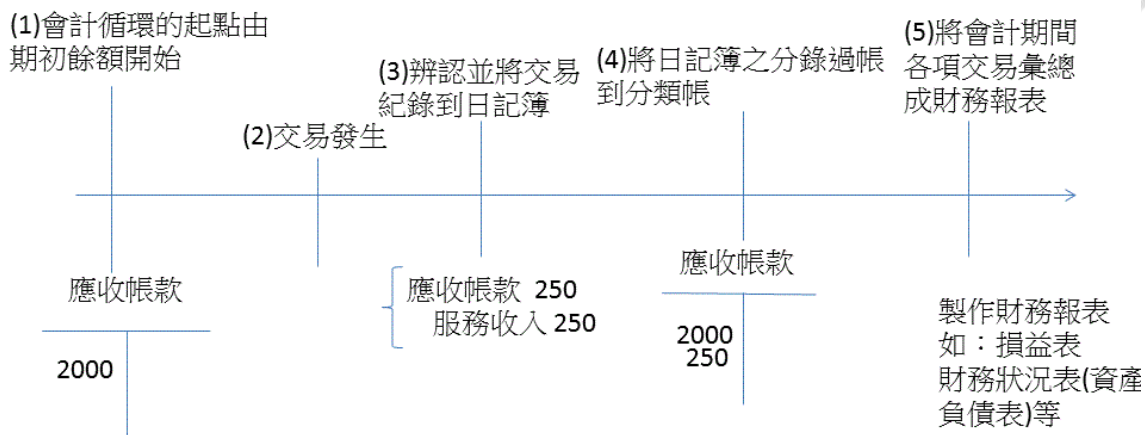 (1)會計循環的起點由
期初餘額開始
(2)交易發生
(3)辨認並將交易
紀錄到日記簿
(4)將日記簿之分錄過帳
到分類帳
(5)將會計期間
各項交易彙總
成財務報表
應收帳款
2000
應收帳款 250
服務收入 250
應收帳款
2000
250
製作財務報表
如：損益表
財務狀況表(資產
負債表)等